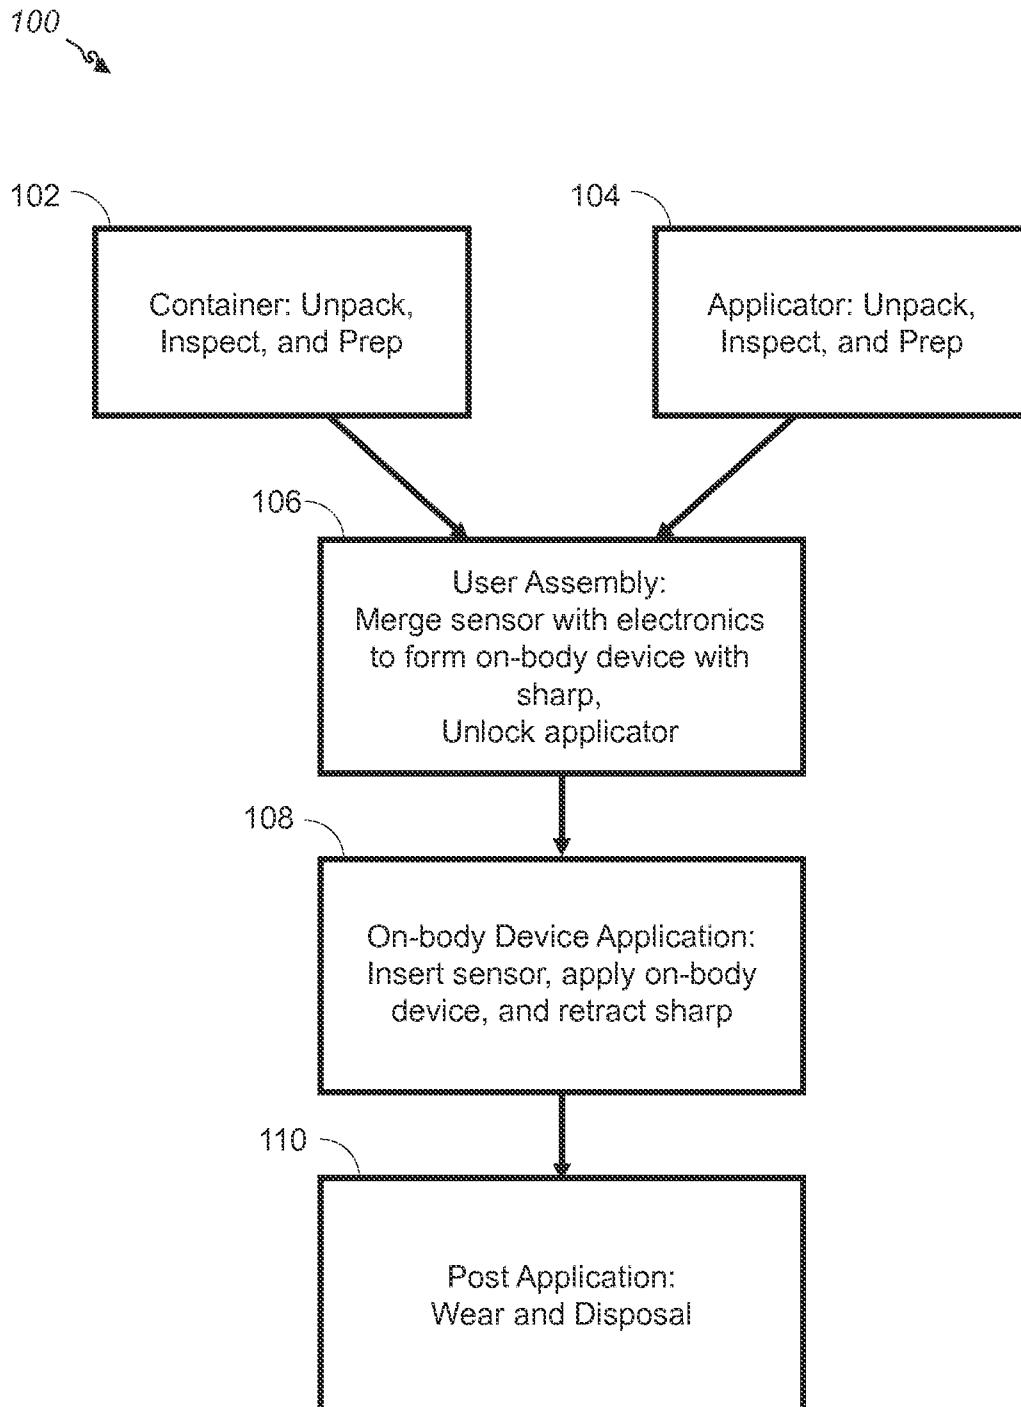 100
102
104
Container: Unpack,
Inspect, and Prep
Applicator: Unpack,
Inspect, and Prep
106
User Assembly:
Merge sensor with electronics
to form on-body device with
sharp,
Unlock applicator
108
On-body Device Application:
Insert sensor, apply on-body
device, and retract sharp
110
Post Application:
Wear and Disposal